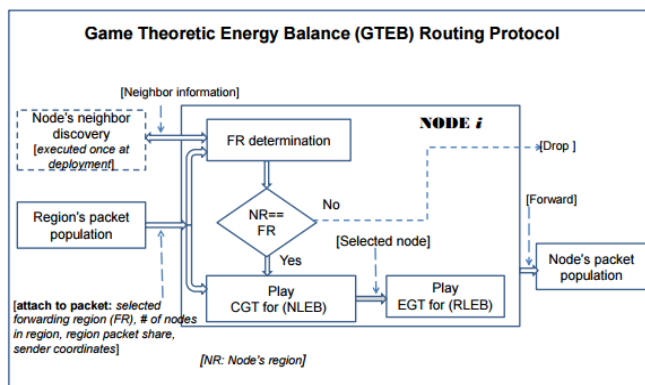 Game Theoretic Energy Balance (GTEB) Routing Protocol
[Neighbor information]
Node's neighbor
discovery
[executed once at
deployment]
NODE i
FR determination
[Drop ]
No
NR==
FR
[Forward]
Region's packet
population
[Selected node]
Yes
Node's packet
population
Play
CGT for (NLEB)
Play
EGT for (RLEB)
[attach to packet: selected
forwarding region (FR), # of nodes
in region, region packet share,
sender coordinates]
[NR: Node's region]